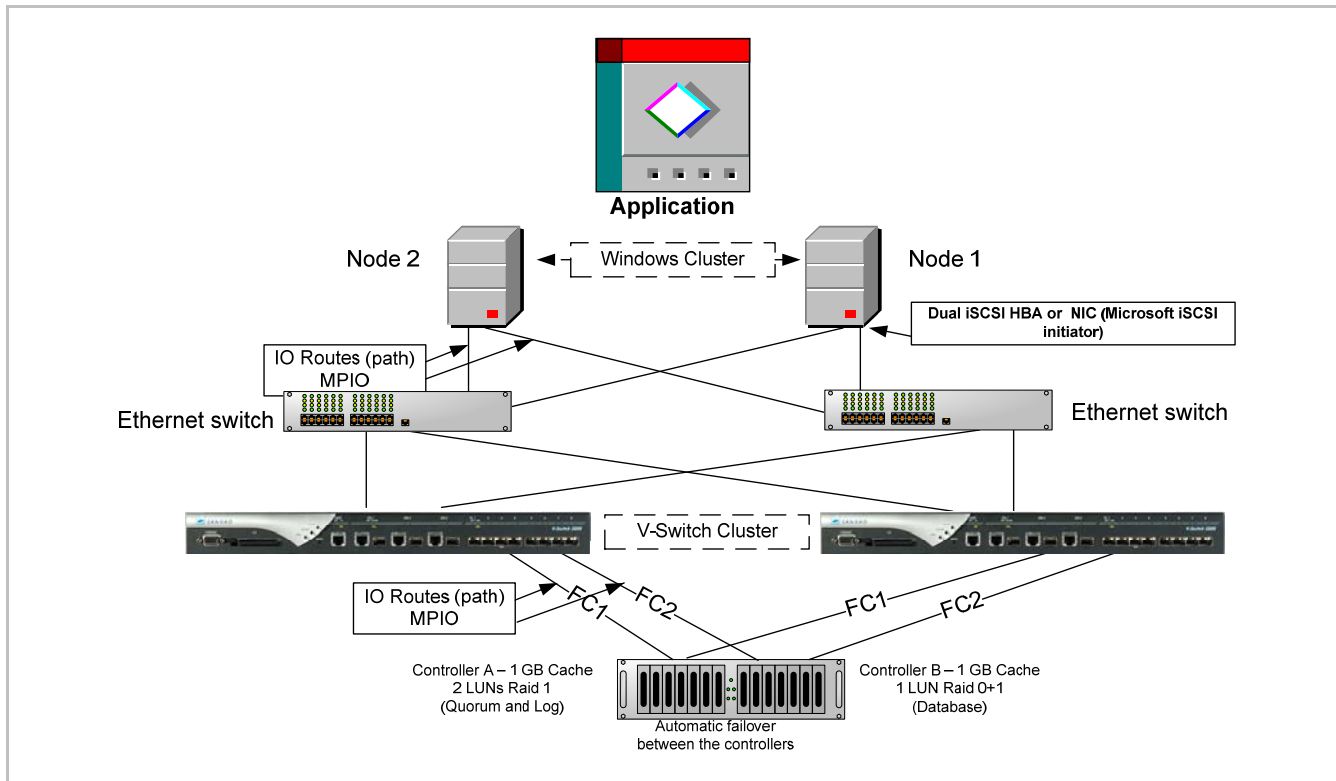 Application
Node 2
Windows Cluster
Node 1
Dual iSCSI HBA or NIC (Microsoft iSCSI
initiator)
IO Routes (path)
MPIO
Ethernet switch
Ethernet switch
SANRAD
V-Switch Cluster
IO Routes (path)
MPIO
FC1
FC2
FC1
FC2
Controller A – 1 GB Cache
2 LUNs Raid 1
(Quorum and Log)
Controller B – 1 GB Cache
1 LUN Raid 0+1
(Database)
Automatic failover
between the controllers